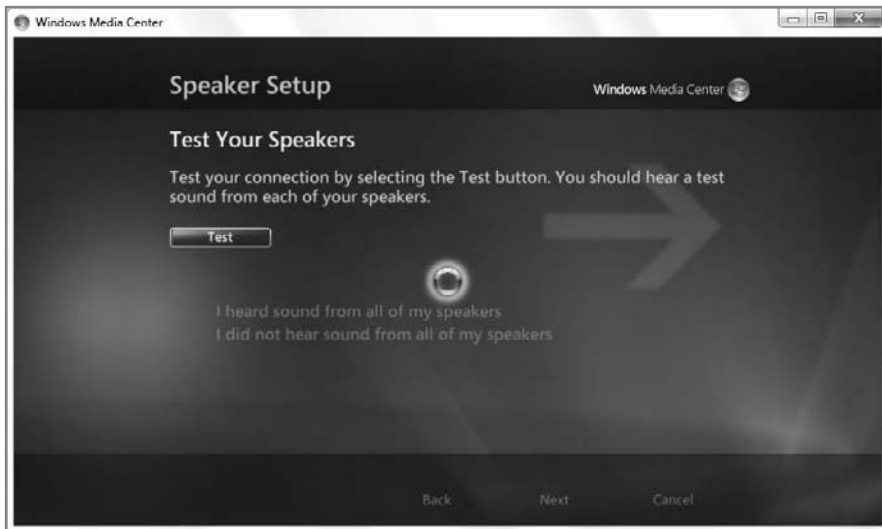 Windows Media Center
Speaker Setup
Windows Media Center
Test Your Speakers
Test your connection by selecting the Test button. You should hear a test
sound from each of your speakers.
Test
I heard sound from all of my speakers
I did not hear sound from all of my speakers
Back Next Cancel